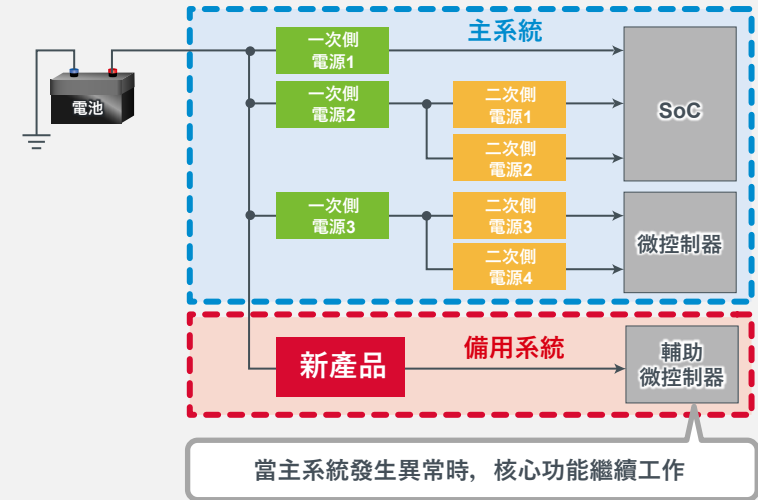 主系統
電池
一次側
電源1
一次側
電源2
二次側
電源1
二次側
電源2
SoC
一次側
電源3
二次側
電源3
二次側
電源4
微控制器
備用系統
新產品
輔助
微控制器
當主系統發生異常時，核心功能繼續工作